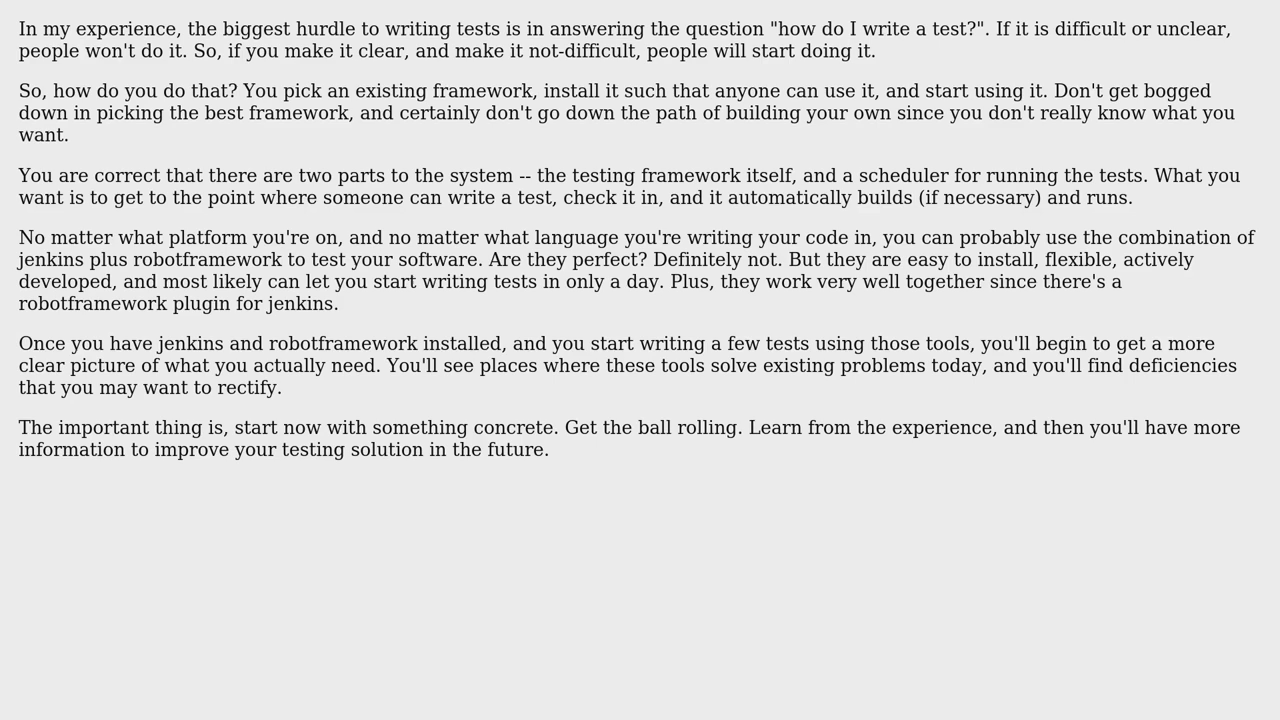 In my experience, the biggest hurdle to writing tests is in answering the question "how do I write a test?". If it is difficult or unclear,
people won't do it. So, if you make it clear, and make it not-difficult, people will start doing it.
So, how do you do that? You pick an existing framework, install it such that anyone can use it, and start using it. Don't get bogged
down in picking the best framework, and certainly don't go down the path of building your own since you don't really know what you
want.
You are correct that there are two parts to the system -- the testing framework itself, and a scheduler for running the tests. What you
want is to get to the point where someone can write a test, check it in, and it automatically builds (if necessary) and runs.
No matter what platform you're on, and no matter what language you're writing your code in, you can probably use the combination of
jenkins plus robotframework to test your software. Are they perfect? Definitely not. But they are easy to install, flexible, actively
developed, and most likely can let you start writing tests in only a day. Plus, they work very well together since there's a
robotframework plugin for jenkins.
Once you have jenkins and robotframework installed, and you start writing a few tests using those tools, you'll begin to get a more
clear picture of what you actually need. You'll see places where these tools solve existing problems today, and you'll find deficiencies
that you may want to rectify.
The important thing is, start now with something concrete. Get the ball rolling. Learn from the experience, and then you'll have more
information to improve your testing solution in the future.